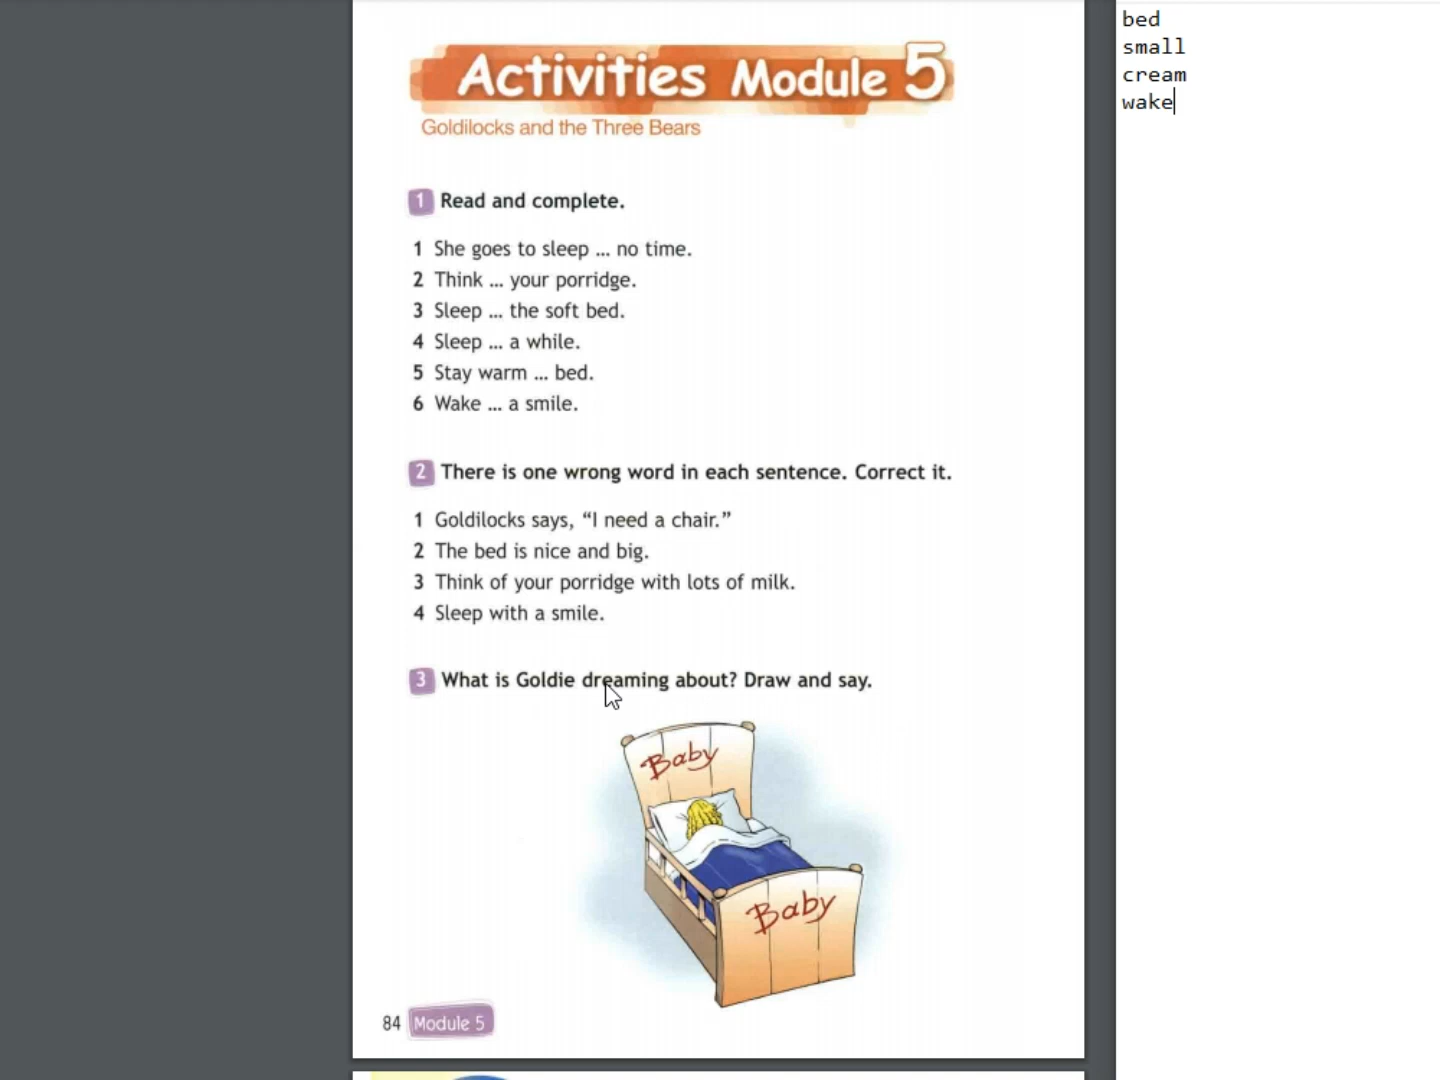 Activities Module 5
Goldilocks and the Three Bears
1 Read and complete.
1 She goes to sleep ... no time.
2 Think ... your porridge.
3 Sleep ... the soft bed.
4 Sleep ... a while.
5 Stay warm ... bed.
6 Wake ... a smile.
2 There is one wrong word in each sentence. Correct it.
1 Goldilocks says, “I need a chair.”
2 The bed is nice and big.
3 Think of your porridge with lots of milk.
4 Sleep with a smile.
3 What is Goldie dreaming about? Draw and say.
Baby
Baby
84 Module 5
bed
small
cream
wake